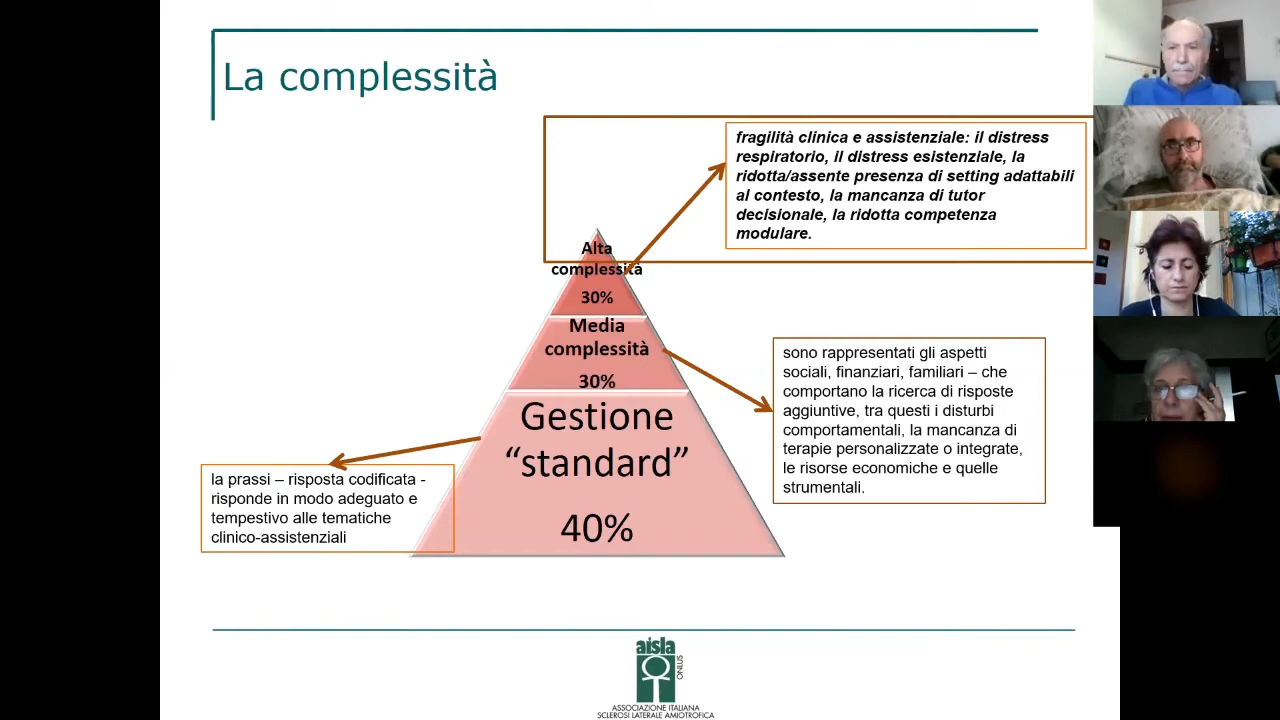 La complessità
fragilità clinica e assistenziale: il distress
respiratorio, il distress esistenziale, la
ridotta/assente presenza di setting adattabili
al contesto, la mancanza di tutor
decisionale, la ridotta competenza
modulare.
Alta
complessità
30%
Media
complessità
30%
sono rappresentati gli aspetti
sociali, finanziari, familiari – che
comportano la ricerca di risposte
aggiuntive, tra questi i disturbi
comportamentali, la mancanza di
terapie personalizzate o integrate,
le risorse economiche e quelle
strumentali.
Gestione
“standard”
40%
la prassi – risposta codificata -
risponde in modo adeguato e
tempestivo alle tematiche
clinico-assistenziali
aisla
ONLUS
ASSOCIAZIONE ITALIANA
SCLEROSI LATERALE AMIOTROFICA